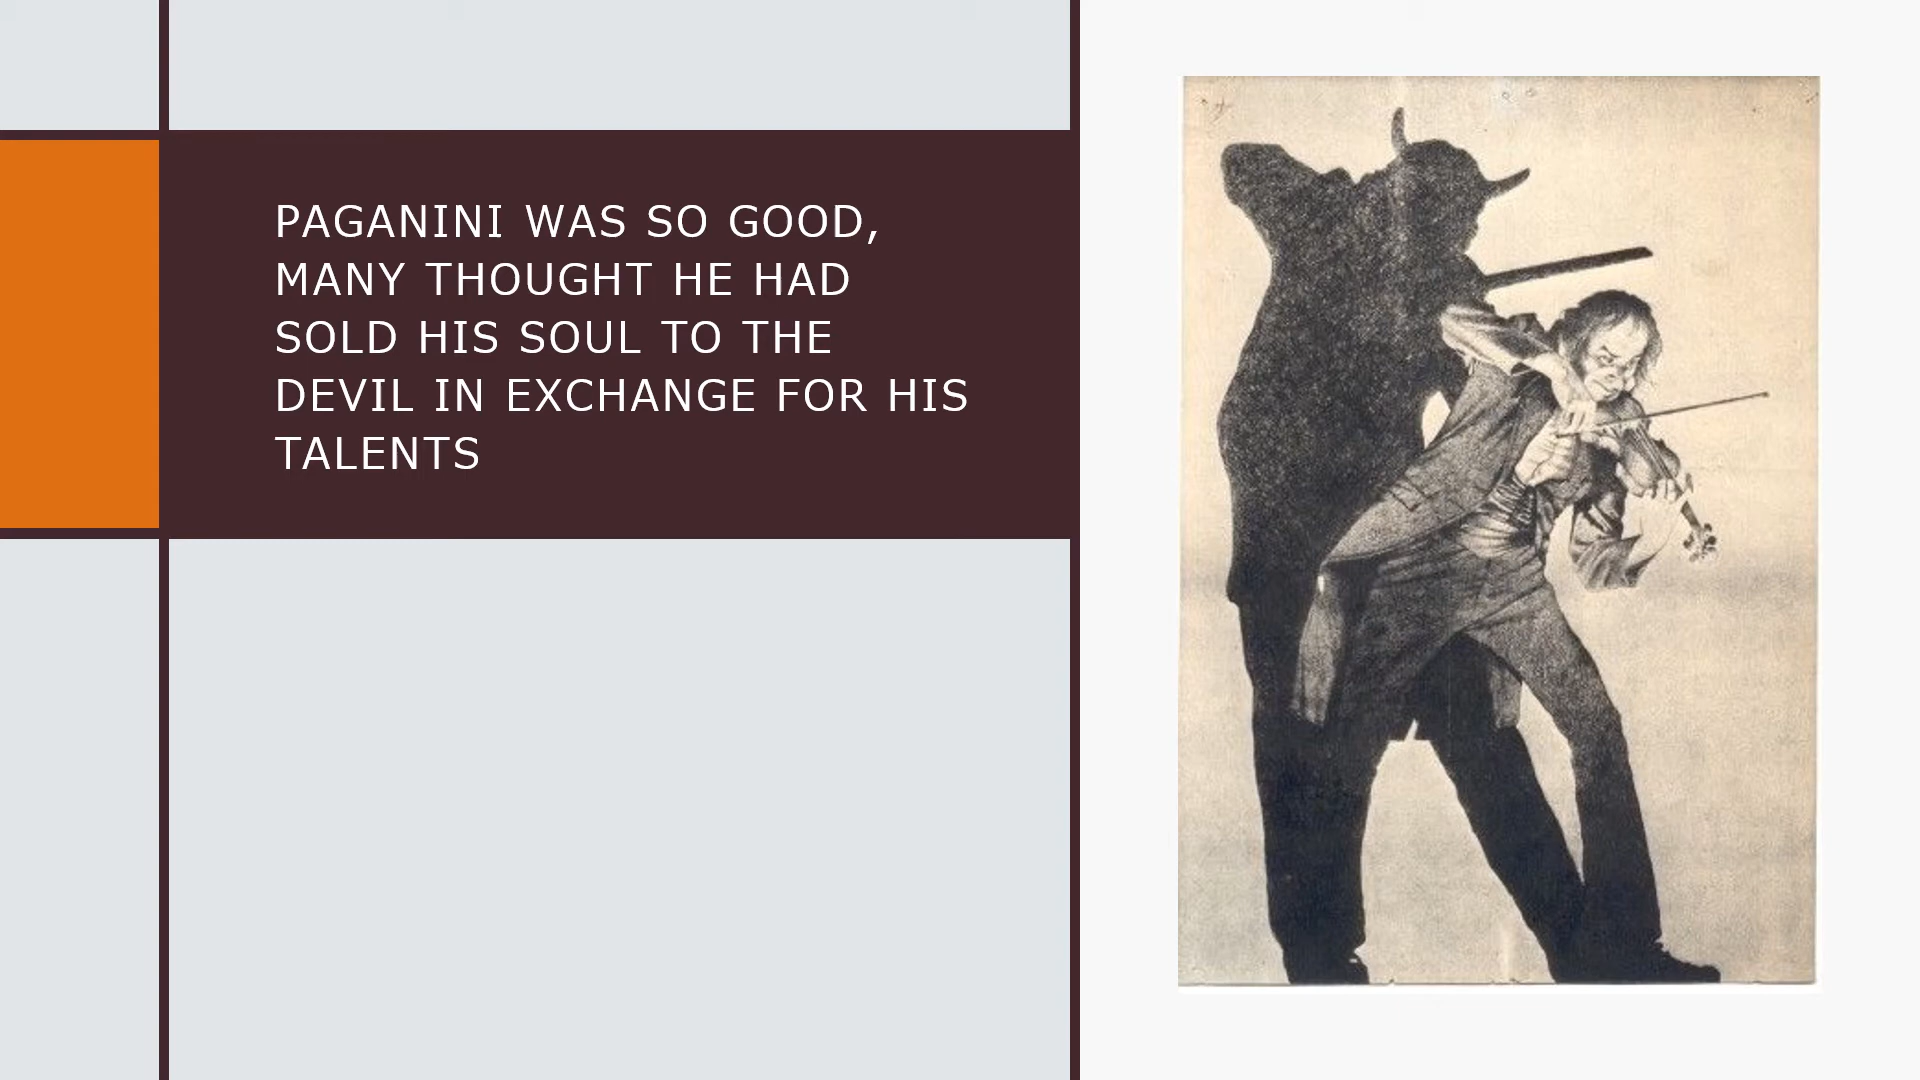 PAGANINI WAS SO GOOD,
MANY THOUGHT HE HAD
SOLD HIS SOUL TO THE
DEVIL IN EXCHANGE FOR HIS
TALENTS